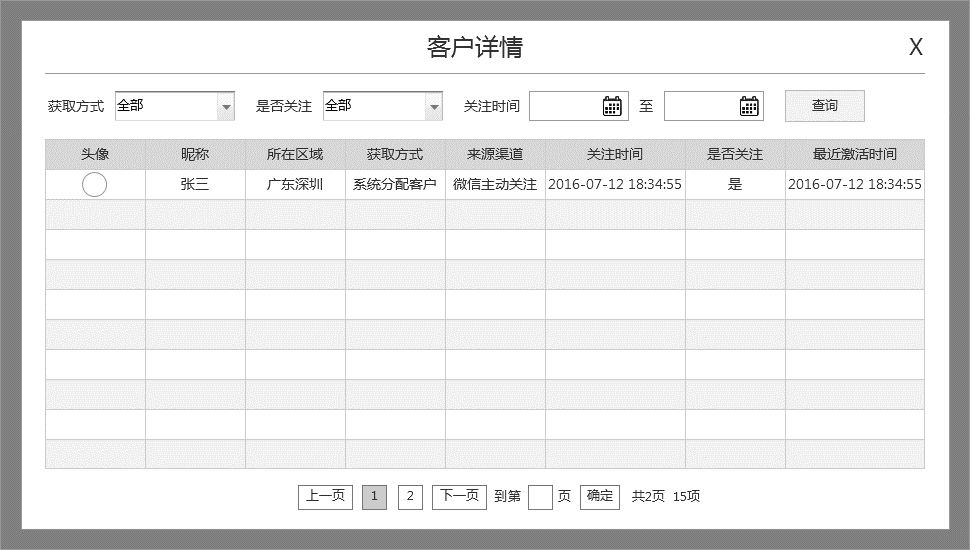 客户详情 X
获取方式 全部 是否关注 全部 关注时间 至 查询
头像 昵称 所在区域 获取方式 来源渠道 关注时间 是否关注 最近激活时间
张三 广东深圳 系统分配客户 微信主动关注 2016-07-12 18:34:55 是 2016-07-12 18:34:55
上一页 1 2 下一页 到第 页 确定 共2页 15项